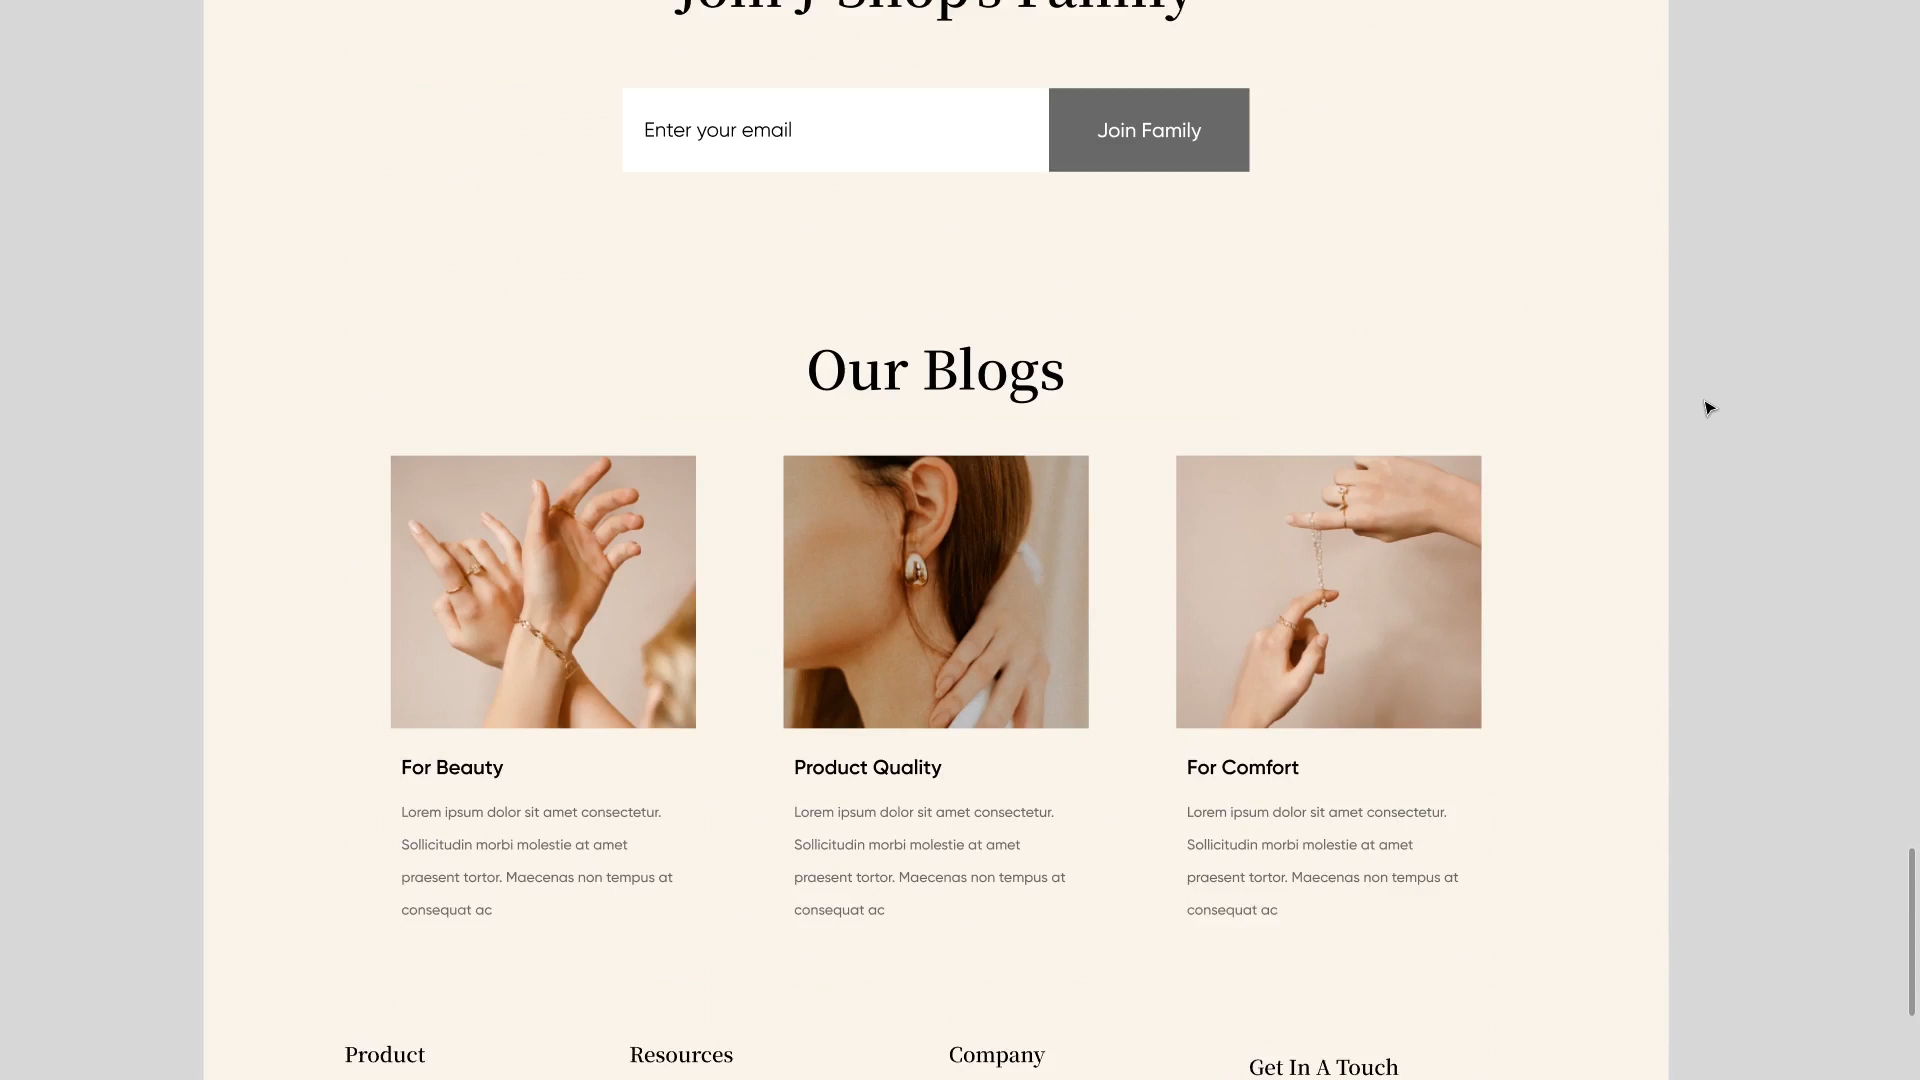 Join J-Shop's Family
Enter your email
Join Family
Our Blogs
For Beauty
Lorem ipsum dolor sit amet consectetur.
Sollicitudin morbi molestie at amet
praesent tortor. Maecenas non tempus at
consequat ac
Product Quality
Lorem ipsum dolor sit amet consectetur.
Sollicitudin morbi molestie at amet
praesent tortor. Maecenas non tempus at
consequat ac
For Comfort
Lorem ipsum dolor sit amet consectetur.
Sollicitudin morbi molestie at amet
praesent tortor. Maecenas non tempus at
consequat ac
Product
Resources
Company
Get In A Touch